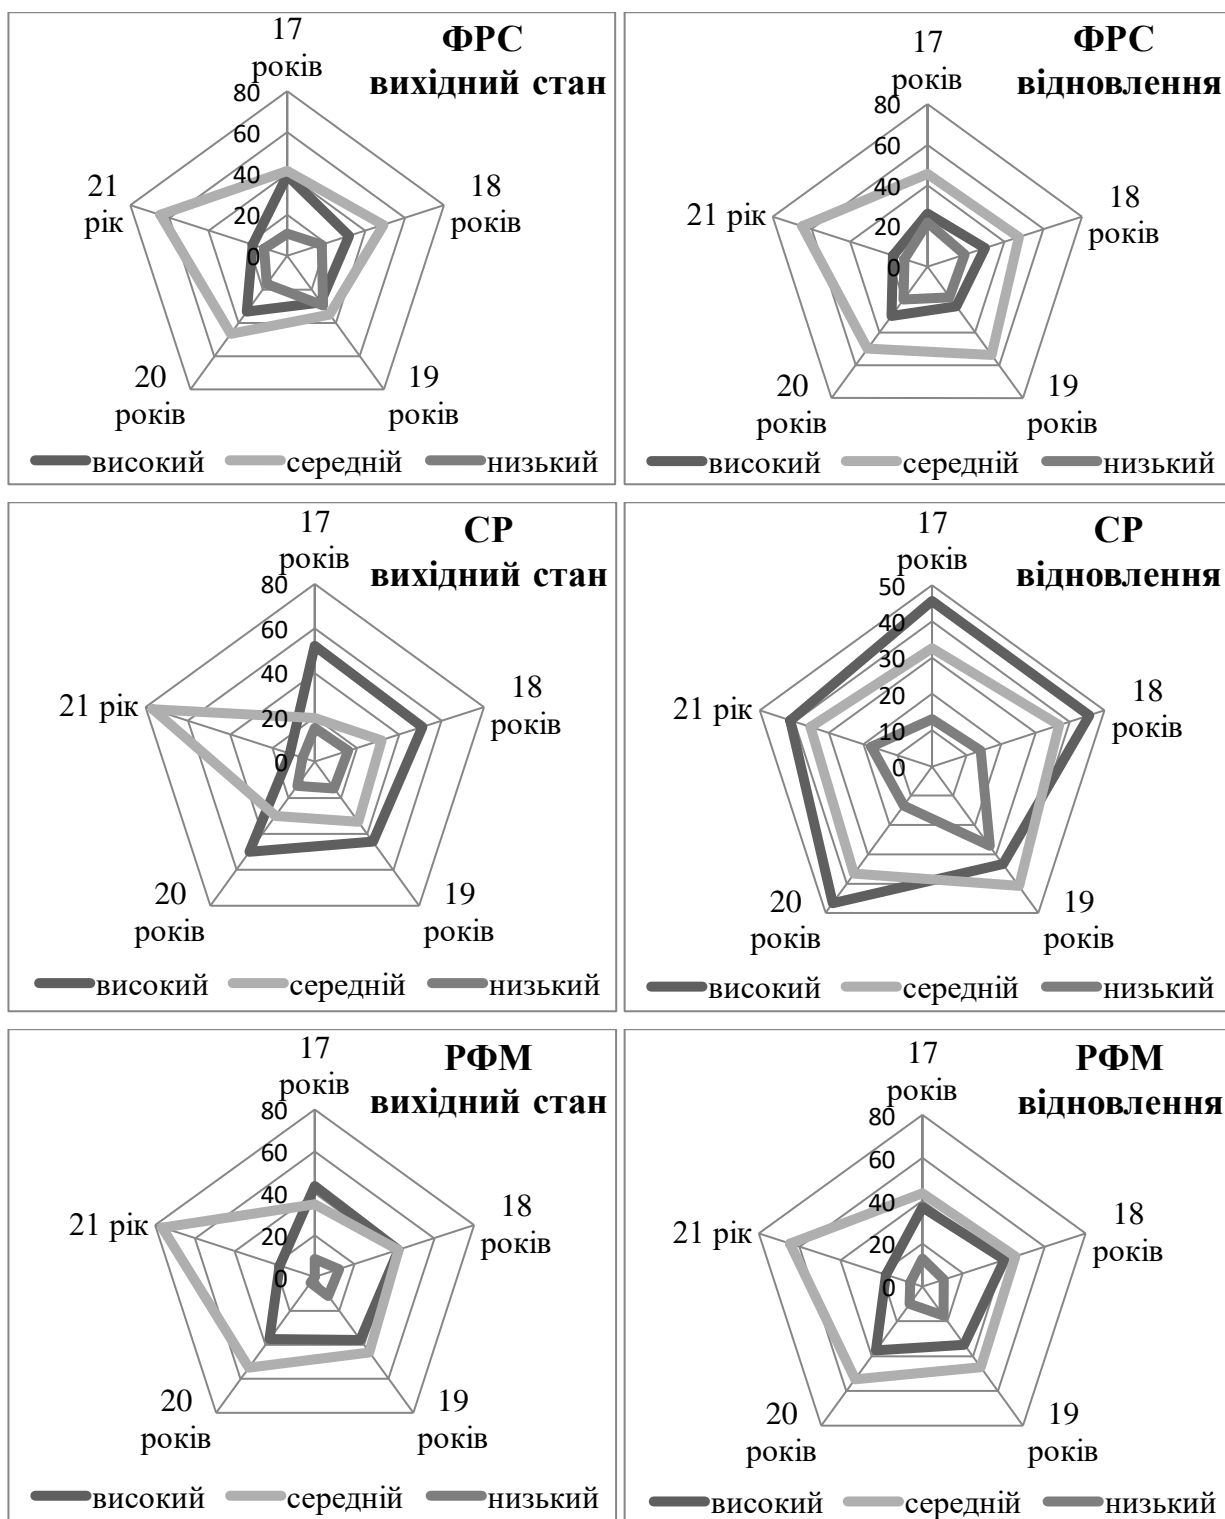 17
років
ФРС
вихідний стан
80
60
40
20
0
21
рік
18
років
20
років
19
років
високий середній низький
17
років
ФРС
відновлення
80
60
40
20
0
21 рік
18
років
20
років
19
років
високий середній низький
17
років
СР
вихідний стан
80
60
40
20
0
21 рік
18
років
20
років
19
років
високий середній низький
17
років
СР
відновлення
50
40
30
20
10
0
21 рік
18
років
20
років
19
років
високий середній низький
17
років
РФМ
вихідний стан
80
60
40
20
0
21 рік
18
років
20
років
19
років
високий середній низький
17
років
РФМ
відновлення
80
60
40
20
0
21 рік
18
років
20
років
19
років
високий середній низький